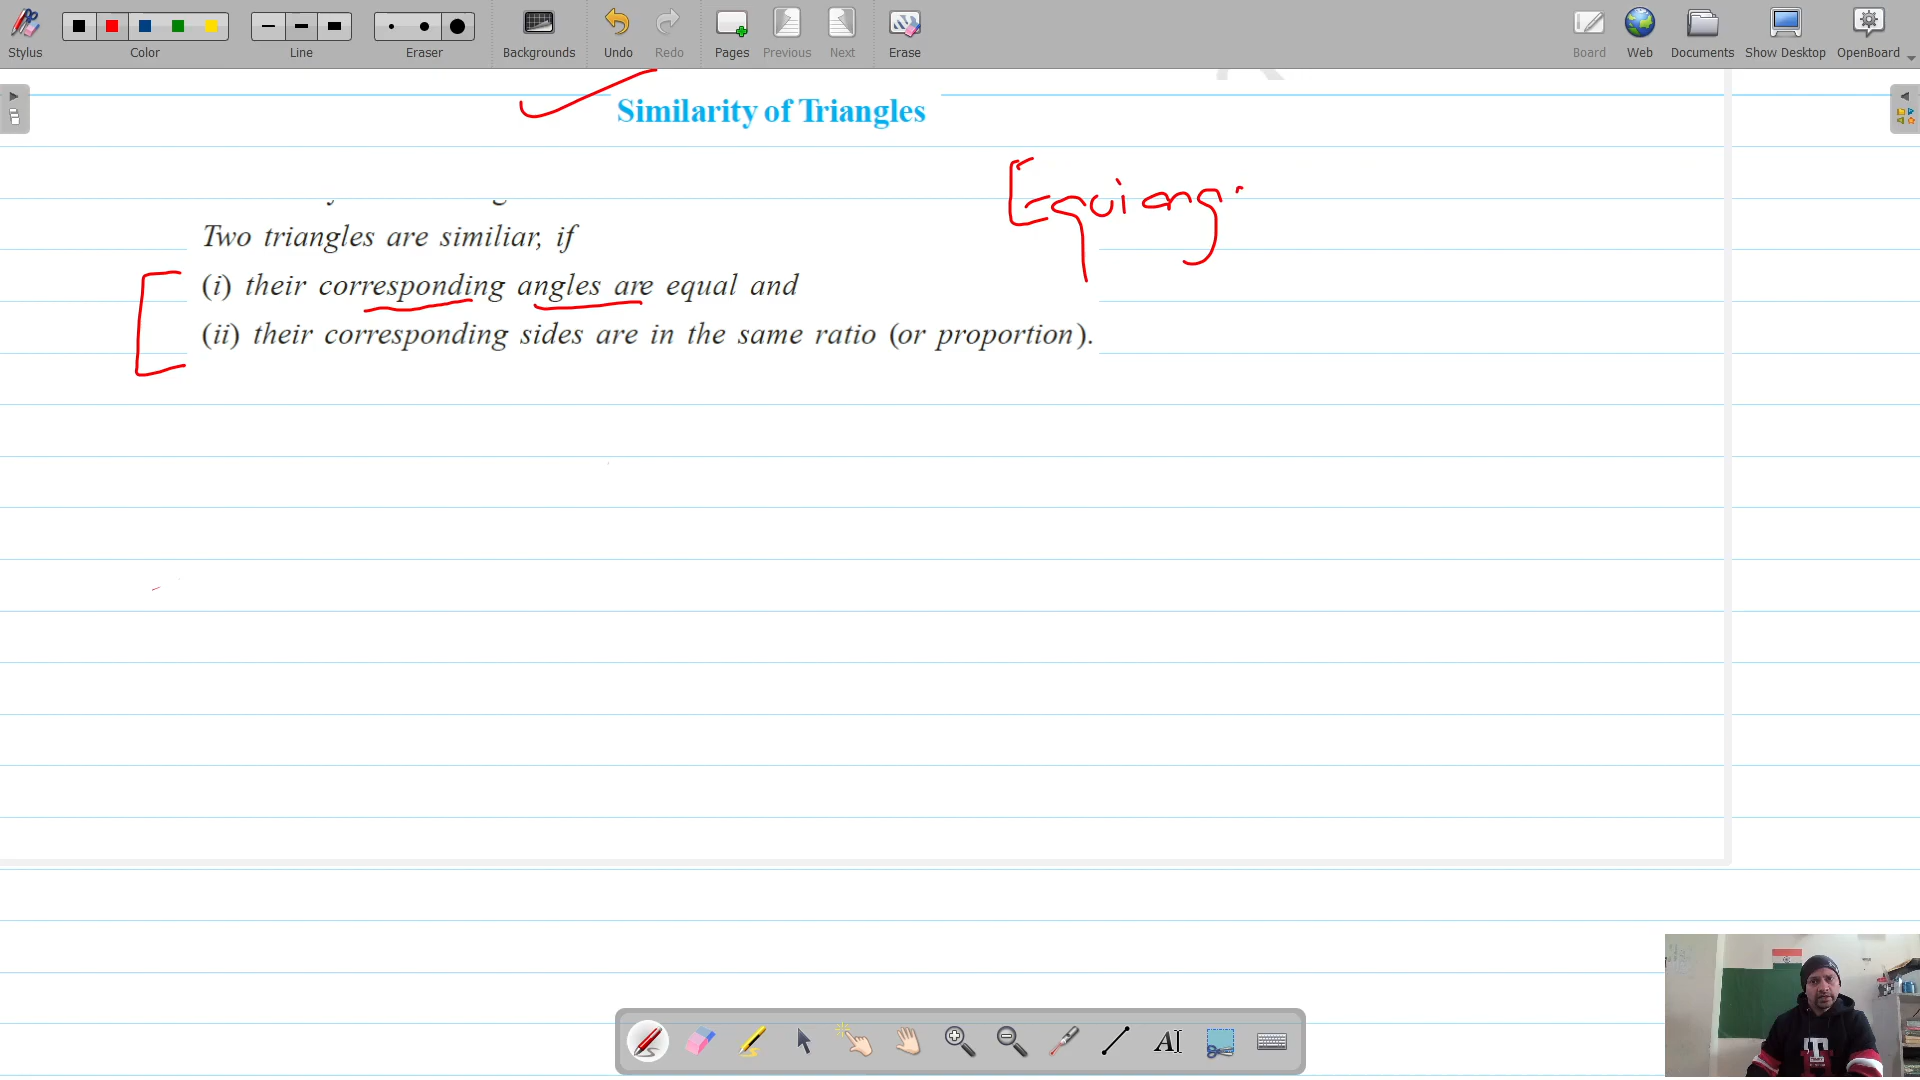 Stylus Color Line Eraser Backgrounds Undo Redo Pages Previous Next Erase Board Web Documents Show Desktop OpenBoard
Similarity of Triangles
Equiang.
Two triangles are similiar, if
(i) their corresponding angles are equal and
(ii) their corresponding sides are in the same ratio (or proportion).